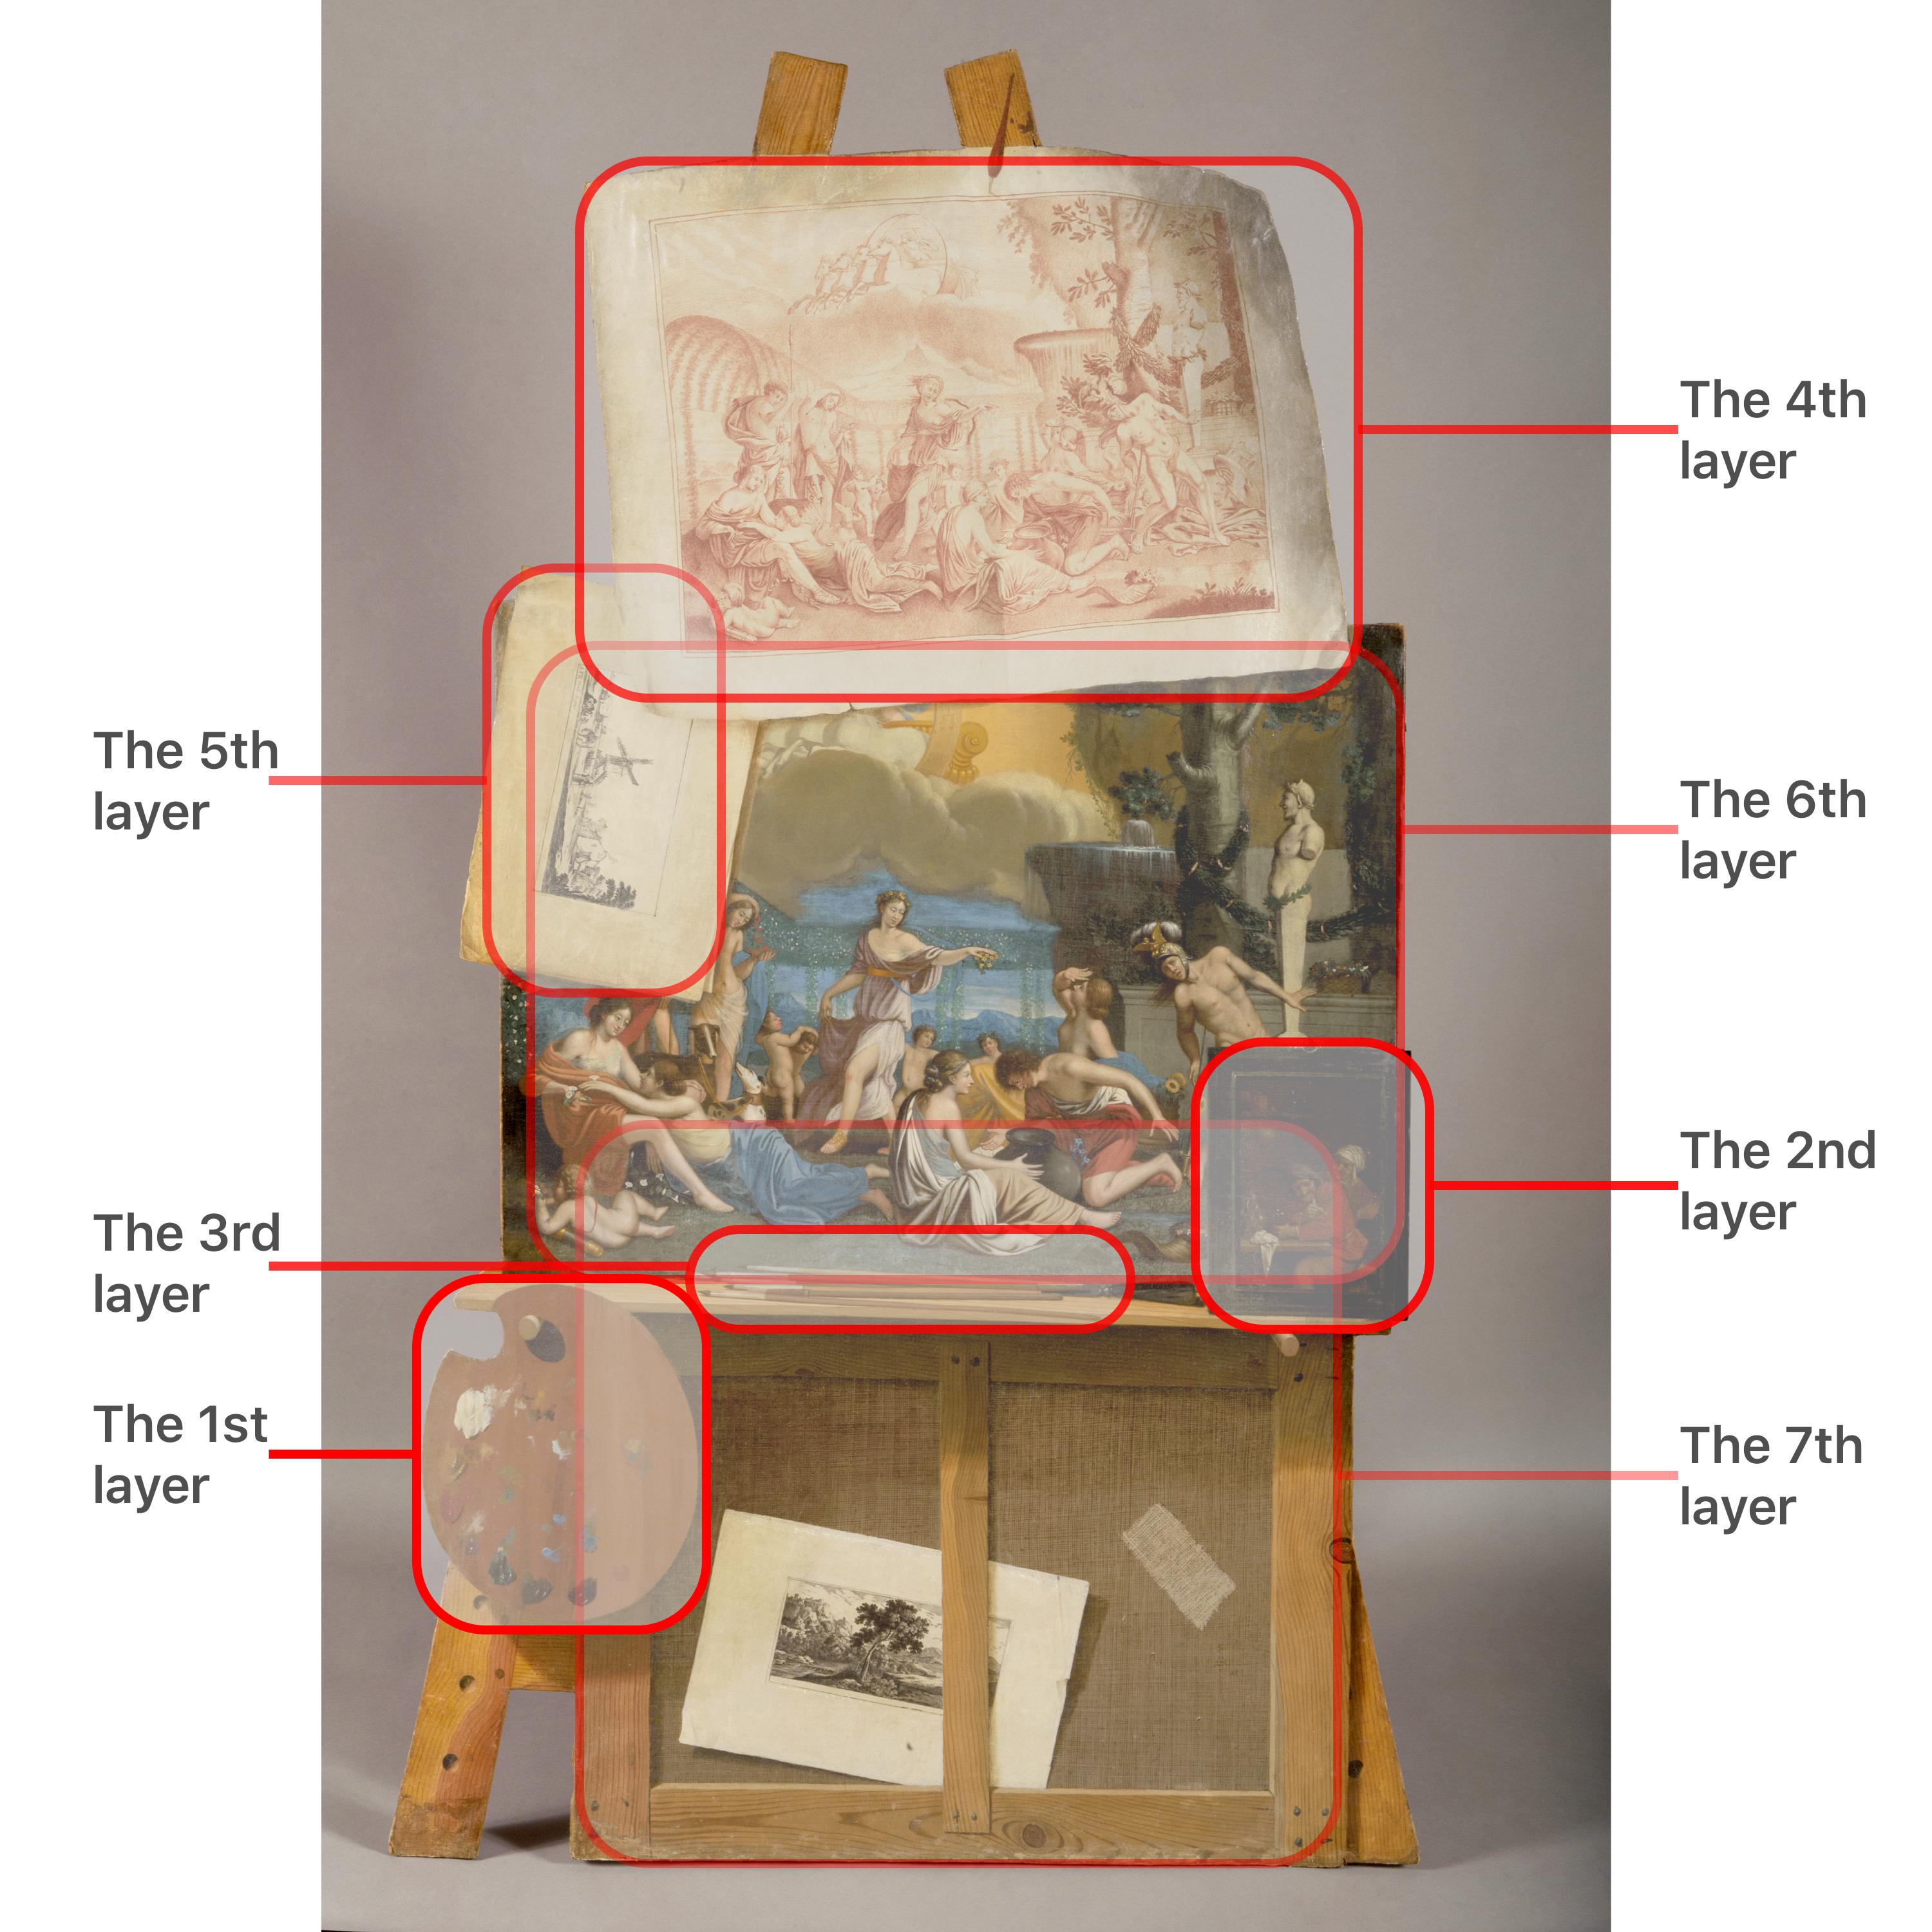 The 4th
layer
The 5th
layer
The 6th
layer
The 2nd
layer
The 3rd
layer
The 1st
layer
The 7th
layer